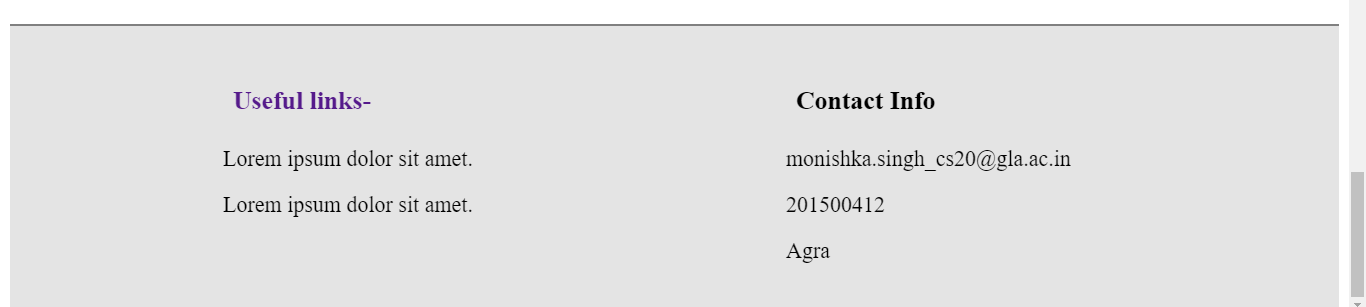 Useful links-
Lorem ipsum dolor sit amet.
Lorem ipsum dolor sit amet.
Contact Info
monishka.singh_cs20@gla.ac.in
201500412
Agra